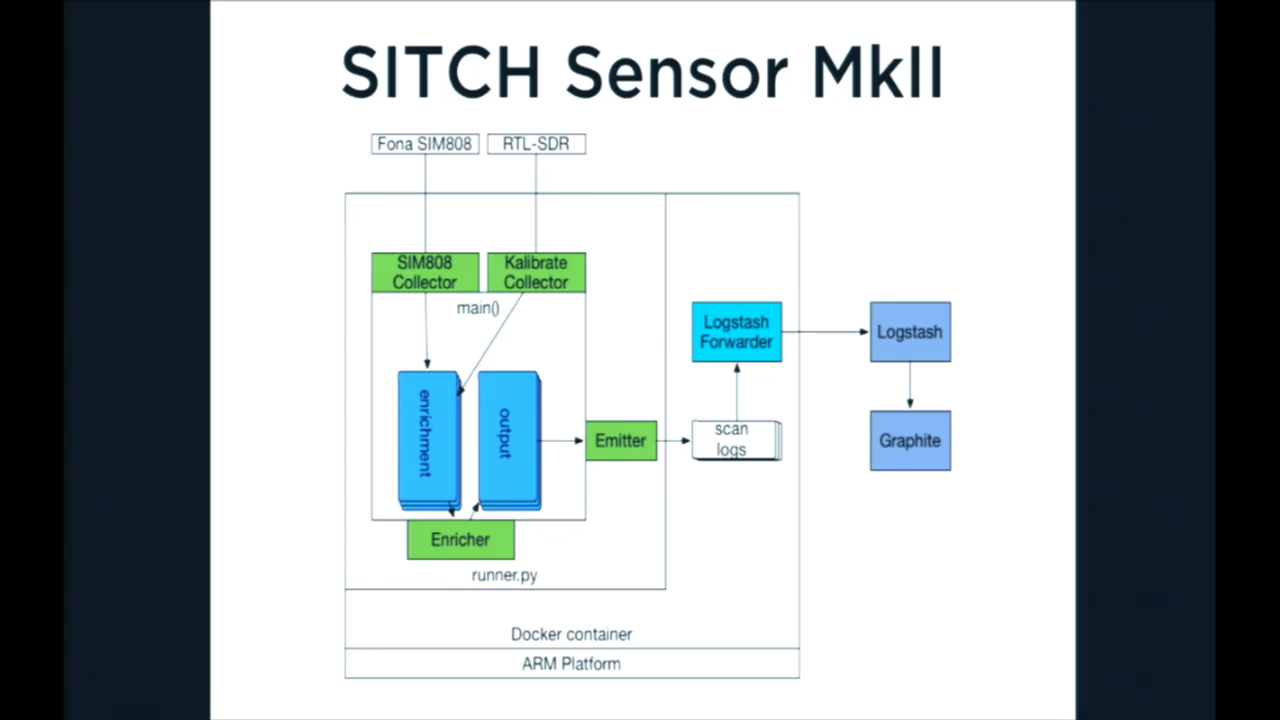 SITCH Sensor MkII
Fona SIM808
RTL-SDR
SIM808
Collector
Kalibrate
Collector
main()
Logstash
Forwarder
Logstash
enrichment
output
Emitter
scan
logs
Graphite
Enricher
runner.py
Docker container
ARM Platform